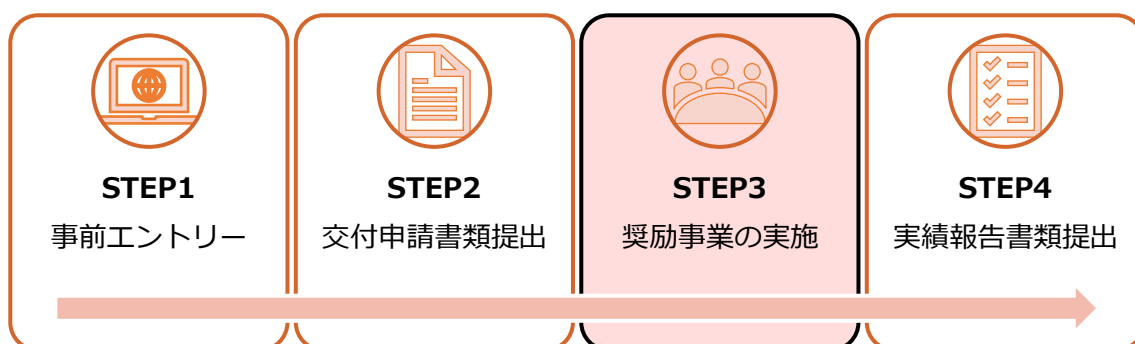 STEP1
事前エントリー
STEP2
交付申請書類提出
STEP3
奨励事業の実施
STEP4
実績報告書類提出